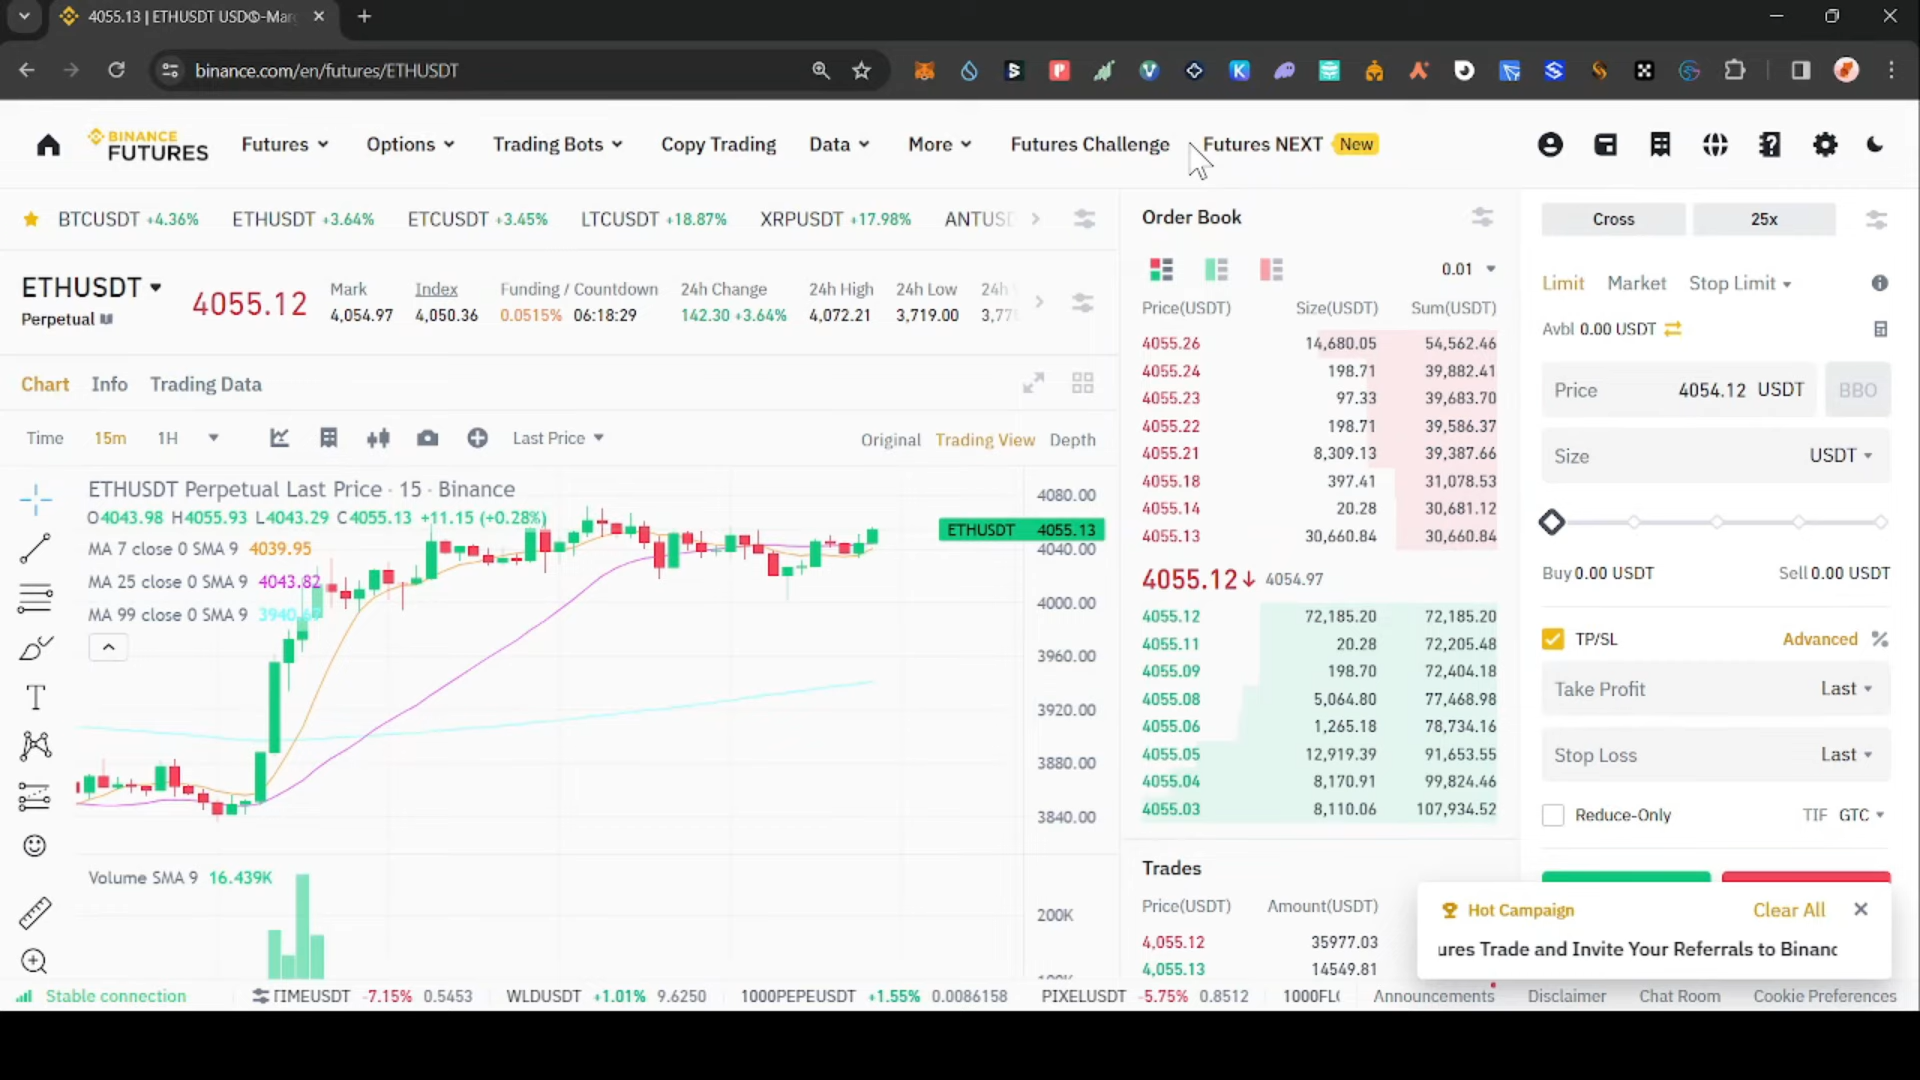 4055.13 | ETHUSDT USD©-Mar
binance.com/en/futures/ETHUSDT
BINANCE FUTURES
Futures Options Trading Bots Copy Trading Data More Futures Challenge Futures NEXT New
BTCUSDT +4.36% ETHUSDT +3.64% ETCUSDT +3.45% LTCUSDT +18.87% XRPUSDT +17.98% ANTUSD
ETHUSDT
Perpetual
4055.12
Mark Index Funding / Countdown 24h Change 24h High 24h Low 24h
4,054.97 4,050.36 0.0515% 06:18:29 142.30 +3.64% 4,072.21 3,719.00 3,77
Chart Info Trading Data
Time 15m 1H Last Price Original Trading View Depth
ETHUSDT Perpetual Last Price · 15 · Binance
O4043.98 H4055.93 L4043.29 C4055.13 +11.15 (+0.28%)
MA 7 close 0 SMA 9 4039.95
MA 25 close 0 SMA 9 4043.82
MA 99 close 0 SMA 9
4080.00
ETHUSDT 4055.13
4040.00
4000.00
3960.00
3920.00
3880.00
3840.00
Volume SMA 9 16.439K
200K
100K
Order Book
0.01
Price(USDT) Size(USDT) Sum(USDT)
4055.26 14,680.05 54,562.46
4055.24 198.71 39,882.41
4055.23 97.33 39,683.70
4055.22 198.71 39,586.37
4055.21 8,309.13 39,387.66
4055.18 397.41 31,078.53
4055.14 20.28 30,681.12
4055.13 30,660.84 30,660.84
4055.12↓ 4054.97
4055.12 72,185.20 72,185.20
4055.11 20.28 72,205.48
4055.09 198.70 72,404.18
4055.08 5,064.80 77,468.98
4055.06 1,265.18 78,734.16
4055.05 12,919.39 91,653.55
4055.04 8,170.91 99,824.46
4055.03 8,110.06 107,934.52
Trades
Price(USDT) Amount(USDT)
4,055.12 35977.03
4,055.13 14549.81
Cross 25x
Limit Market Stop Limit
Avbl 0.00 USDT
Price 4054.12 USDT BBO
Size USDT
Buy 0.00 USDT Sell 0.00 USDT
TP/SL Advanced
Take Profit Last
Stop Loss Last
Reduce-Only TIF GTC
Hot Campaign Clear All
ures Trade and Invite Your Referrals to Binanc
Stable connection TIMEUSDT -7.15% 0.5453 WLDUSDT +1.01% 9.6250 1000PEPEUSDT +1.55% 0.0086158 PIXELUSDT -5.75% 0.8512 1000FL Announcements Disclaimer Chat Room Cookie Preferences